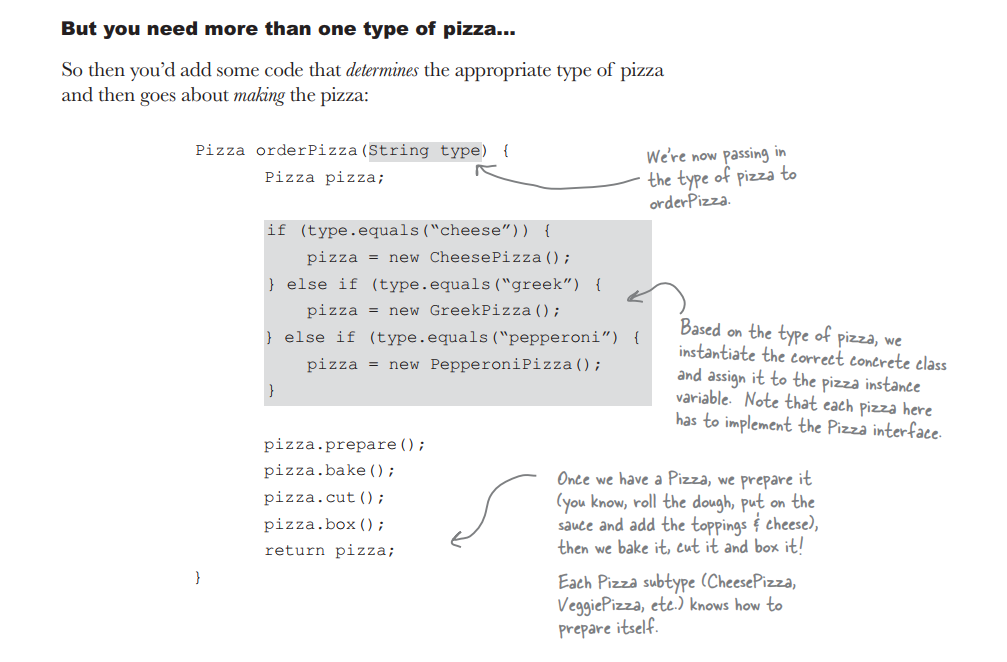 But you need more than one type of pizza...
So then you’d add some code that determines the appropriate type of pizza
and then goes about making the pizza:
Pizza orderPizza(String type) {
Pizza pizza;
We're now passing in
the type of pizza to
orderPizza.
if (type.equals(“cheese”)) {
pizza = new CheesePizza();
} else if (type.equals(“greek”) {
pizza = new GreekPizza();
} else if (type.equals(“pepperoni”) {
pizza = new PepperoniPizza();
}
Based on the type of pizza, we
instantiate the correct concrete class
and assign it to the pizza instance
variable. Note that each pizza here
has to implement the Pizza interface.
pizza.prepare();
pizza.bake();
pizza.cut();
pizza.box();
return pizza;
}
Once we have a Pizza, we prepare it
(you know, roll the dough, put on the
sauce and add the toppings & cheese),
then we bake it, cut it and box it!
Each Pizza subtype (CheesePizza,
VeggiePizza, etc.) knows how to
prepare itself.